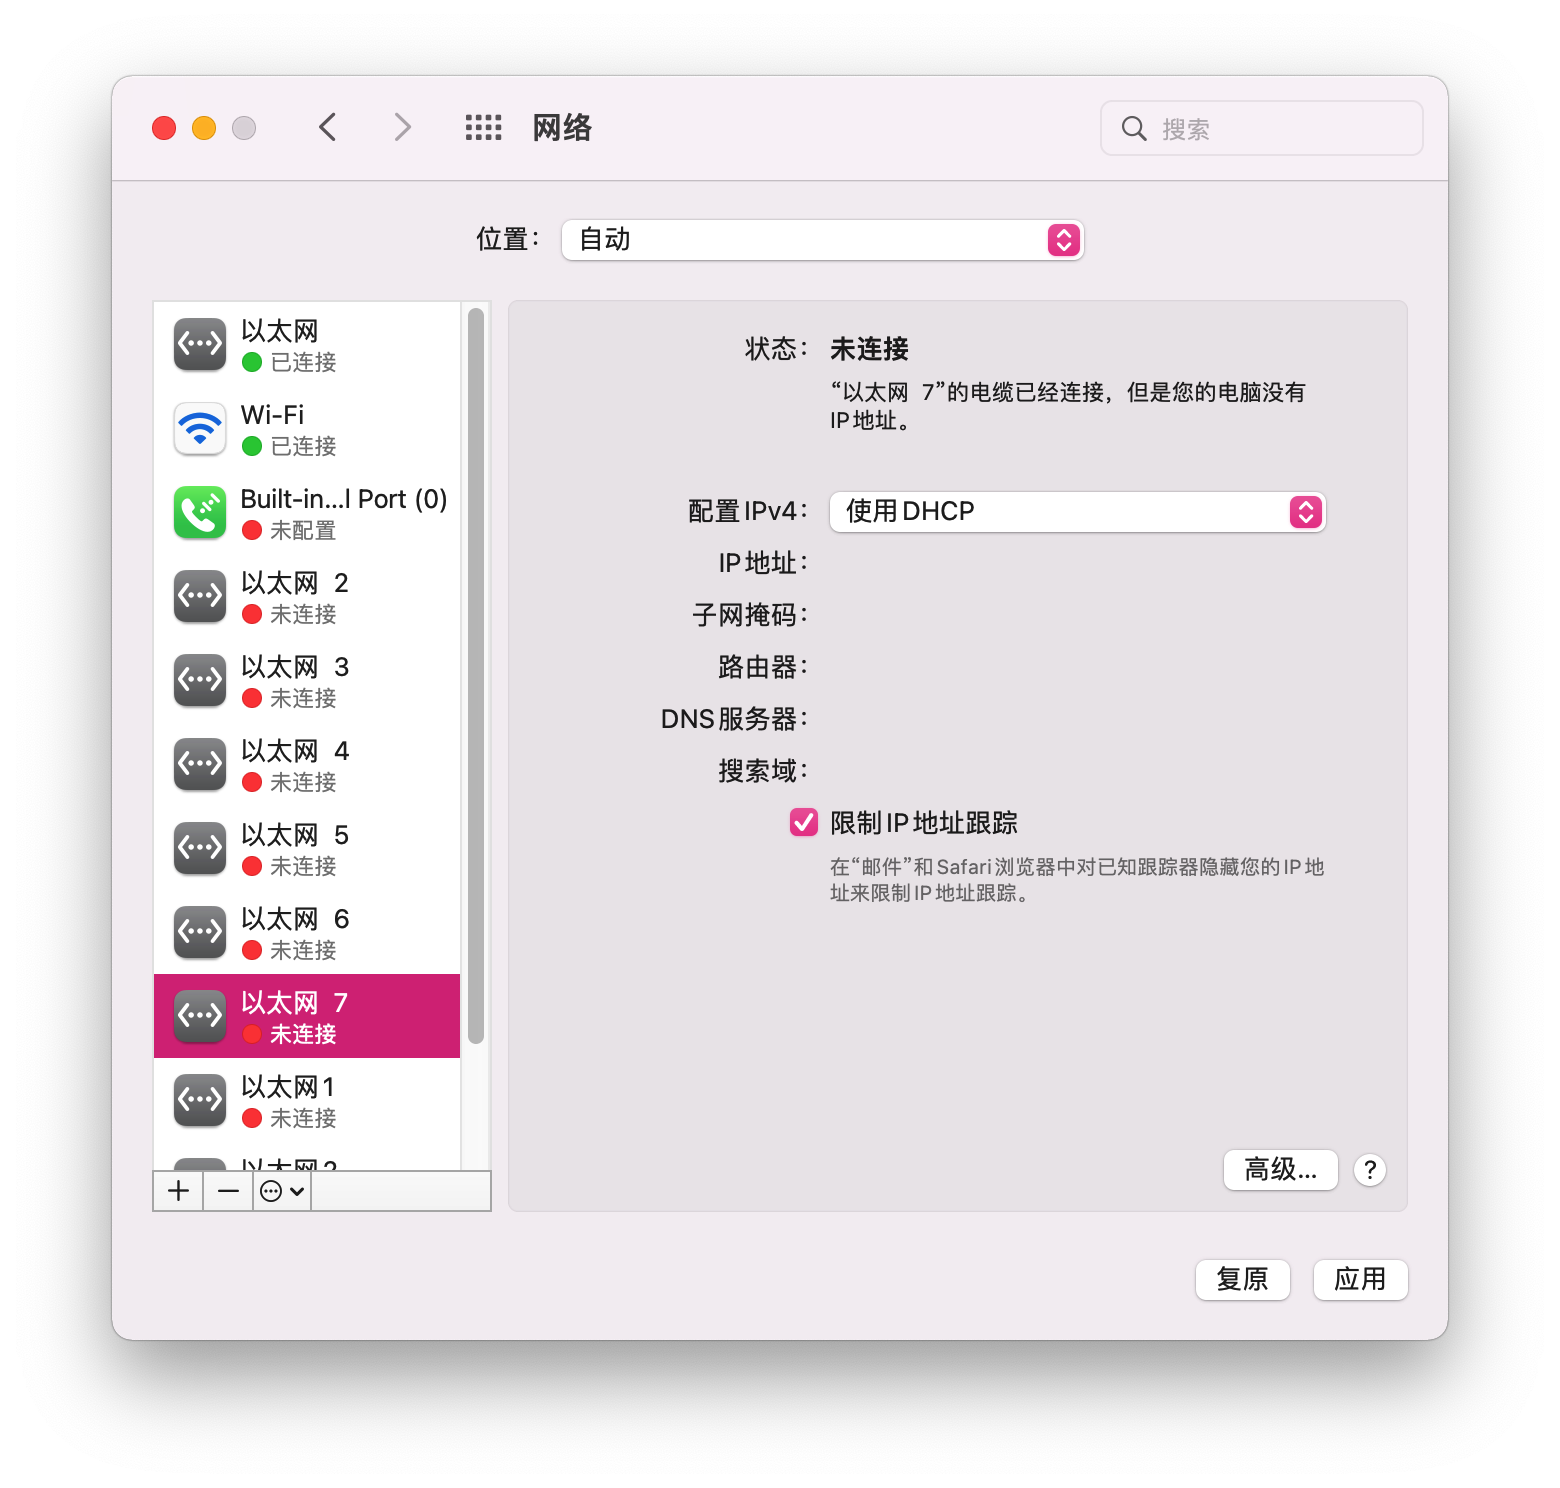 网络
搜索
位置：
自动
以太网
已连接
Wi-Fi
已连接
Built-in...l Port (0)
未配置
以太网 2
未连接
以太网 3
未连接
以太网 4
未连接
以太网 5
未连接
以太网 6
未连接
以太网 7
未连接
以太网1
未连接
以太网2
状态：
未连接
“以太网 7”的电缆已经连接，但是您的电脑没有
IP地址。
配置IPv4：
使用DHCP
IP地址：
子网掩码：
路由器：
DNS服务器：
搜索域：
限制IP地址跟踪
在“邮件”和Safari浏览器中对已知跟踪器隐藏您的IP地
址来限制IP地址跟踪。
高级...
?
复原
应用